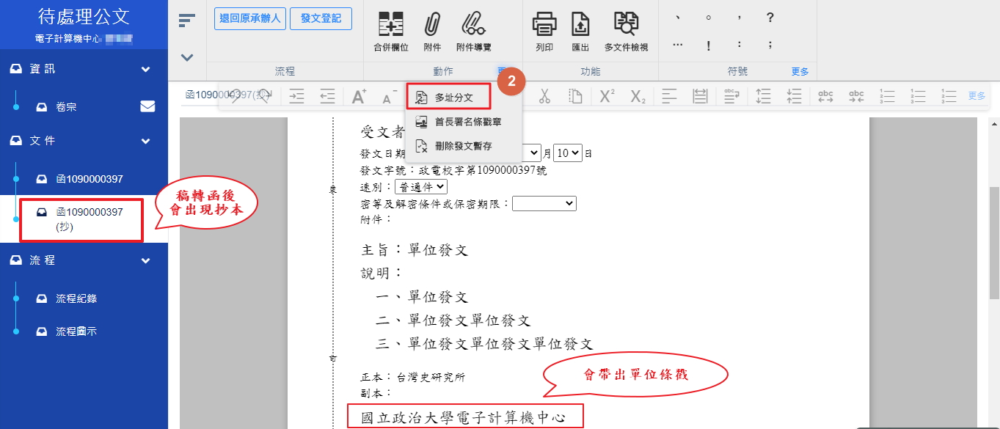 待處理公文
電子計算機中心
資訊
卷宗
文件
函1090000397
函1090000397
(抄)
流程
流程紀錄
流程圖示
稿轉函後
會出現抄本
退回原承辦人
發文登記
流程
合併欄位
附件
附件導覽
動作
列印
匯出
多文件檢視
功能
、
。
，
？
…
！
：
；
符號
更多
2
函1090000397(抄)
多址分文
首長署名條戳章
刪除發文暫存
更多
受文者
發文日期
月 10 日
發文字號：政電校字第1090000397號
速別：普通件
密等及解密條件或保密期限：
附件：
主旨：單位發文
說明：
一、單位發文
二、單位發文單位發文
三、單位發文單位發文單位發文
裝
訂
正本：台灣史研究所
副本：
會帶出單位條戳
國立政治大學電子計算機中心